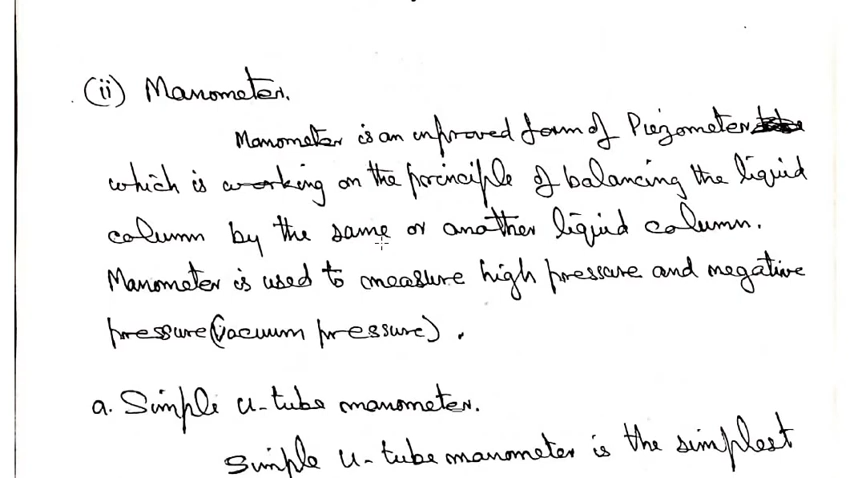 (ii) Manometer.
Manometer is an improved form of Piezometer
which is working on the principle of balancing the liquid
column by the same or another liquid column.
Manometer is used to measure high pressure and negative
pressure (Vacuum pressure).
a. Simple U-tube manometer.
Simple U-tube manometer is the simplest